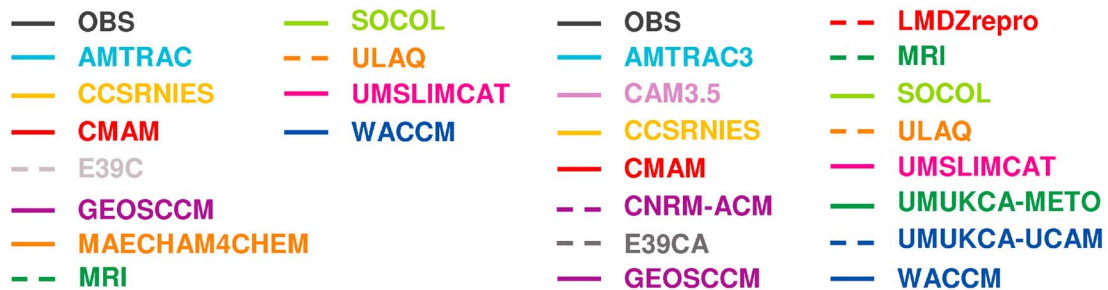 OBS
AMTRAC
CCSRNIES
CMAM
E39C
GEOSCCM
MAECHAM4CHEM
MRI
SOCOL
ULAQ
UMSLIMCAT
WACCM
OBS
AMTRAC3
CAM3.5
CCSRNIES
CMAM
CNRM-ACM
E39CA
GEOSCCM
LMDZrepro
MRI
SOCOL
ULAQ
UMSLIMCAT
UMUKCA-METO
UMUKCA-UCAM
WACCM